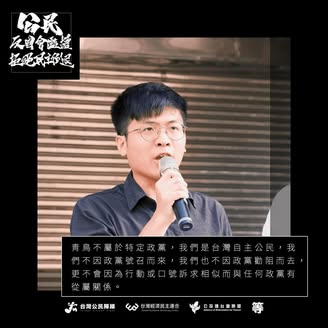 公民
反國會濫權
拒絕民主倒退
青鳥不屬於特定政黨,我們是台灣自主公民,我
們不因政黨號召而來,我們也不因政黨勸阻而去,
更不會因為行動或口號訴求相似而與任何政黨有
從屬關係。
台灣公民陣線 台灣經濟民主連合 等